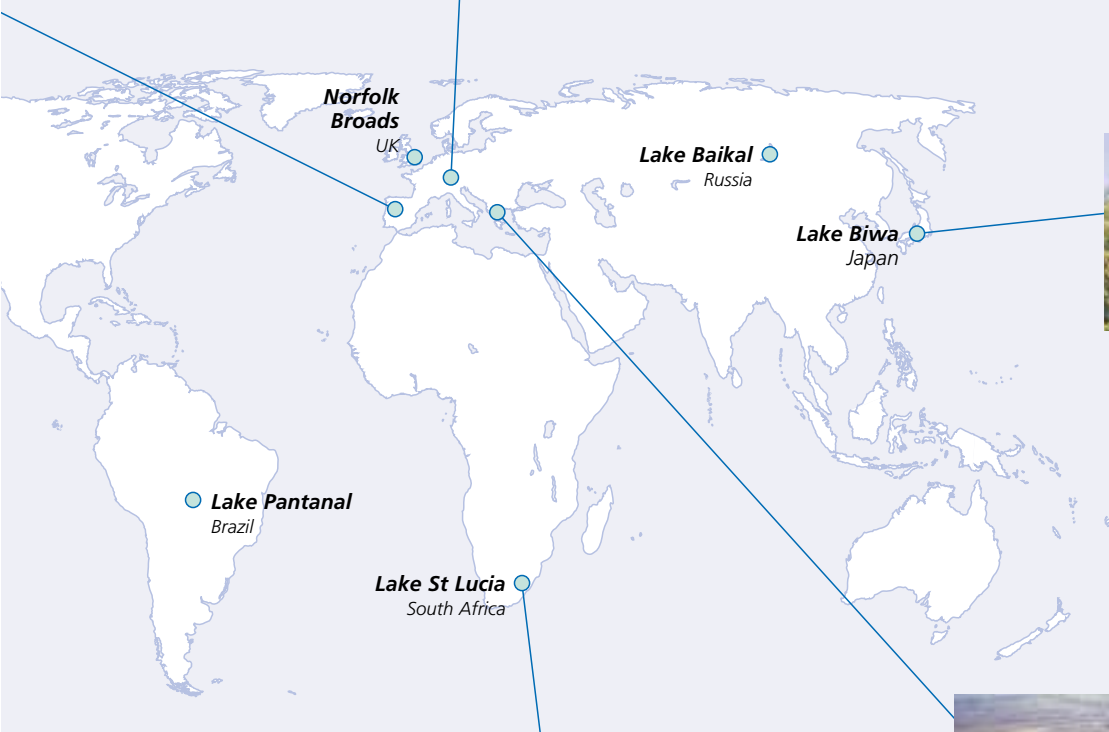 Norfolk
Broads
UK
Lake Baikal
Russia
Lake Biwa
Japan
Lake Pantanal
Brazil
Lake St Lucia
South Africa